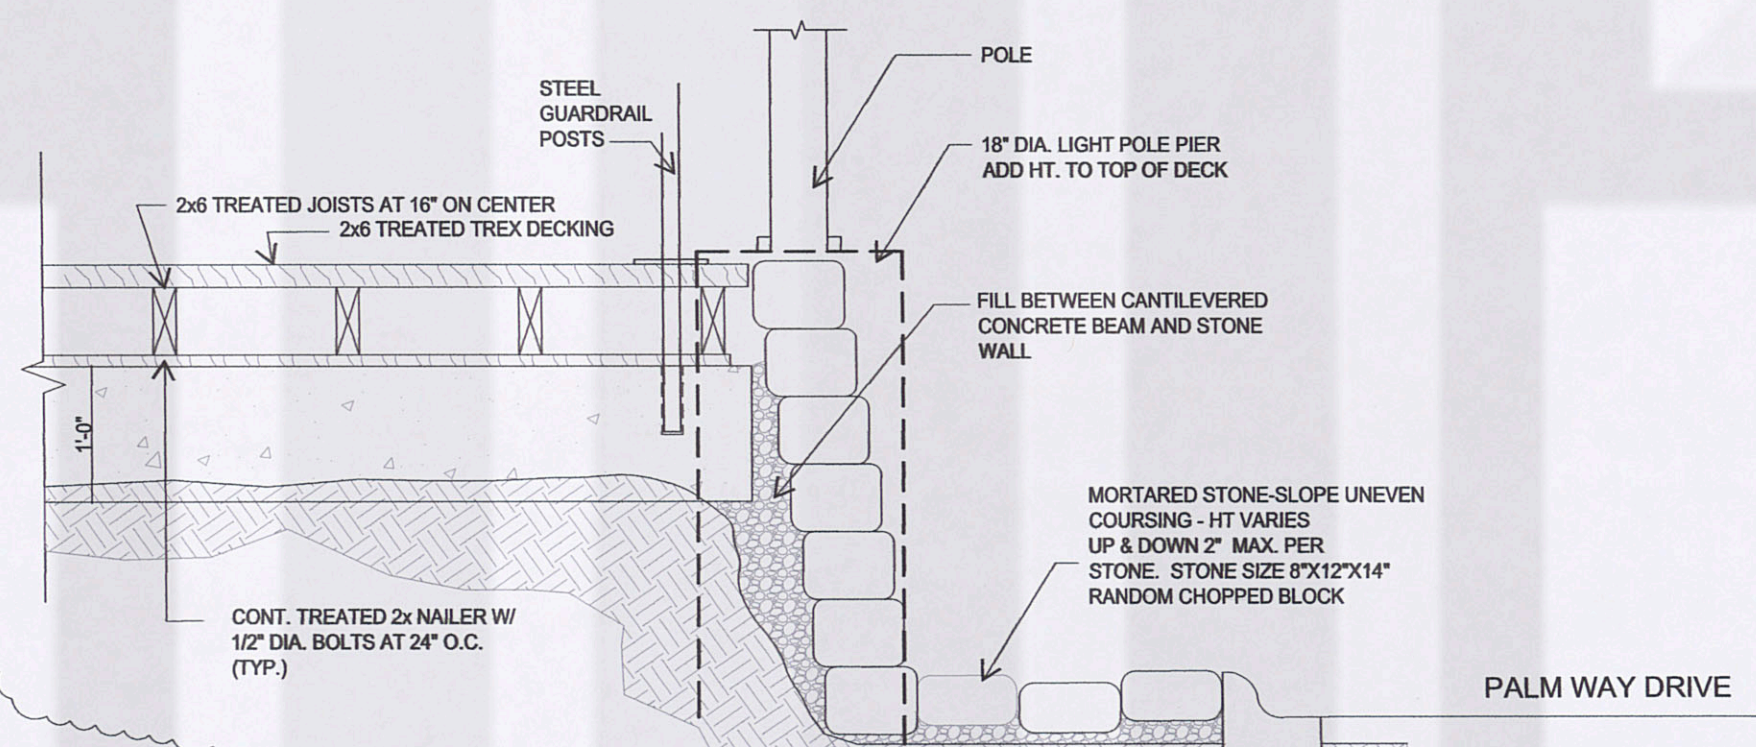 POLE
STEEL
GUARDRAIL
POSTS
18" DIA. LIGHT POLE PIER
ADD HT. TO TOP OF DECK
2x6 TREATED JOISTS AT 16" ON CENTER
2x6 TREATED TREX DECKING
FILL BETWEEN CANTILEVERED
CONCRETE BEAM AND STONE
WALL
1'-0"
MORTARED STONE-SLOPE UNEVEN
COURSING - HT VARIES
UP & DOWN 2" MAX. PER
STONE. STONE SIZE 8"X12"X14"
RANDOM CHOPPED BLOCK
CONT. TREATED 2x NAILER W/
1/2" DIA. BOLTS AT 24" O.C.
(TYP.)
PALM WAY DRIVE